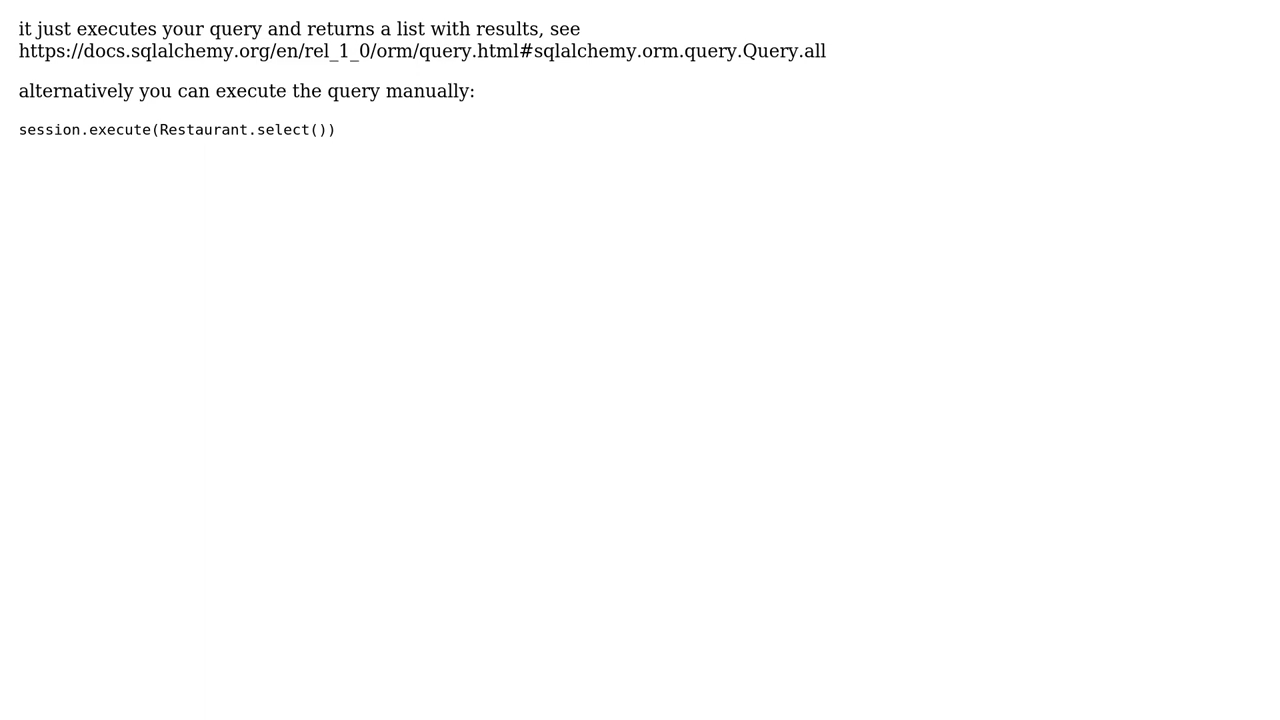 it just executes your query and returns a list with results, see
https://docs.sqlalchemy.org/en/rel_1_0/orm/query.html#sqlalchemy.orm.query.Query.all
alternatively you can execute the query manually:
session.execute(Restaurant.select())